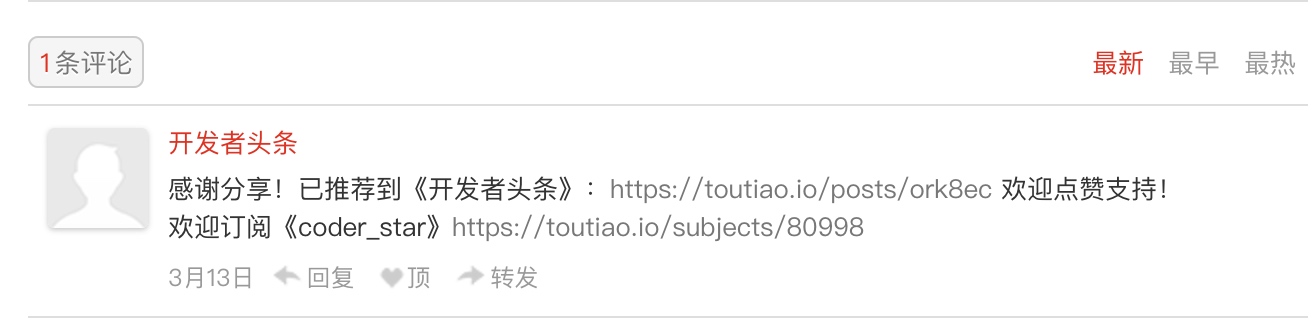 1条评论
最新 最早 最热
开发者头条
感谢分享！已推荐到《开发者头条》：https://toutiao.io/posts/ork8ec 欢迎点赞支持！
欢迎订阅《coder_star》https://toutiao.io/subjects/80998
3月13日 回复 顶 转发